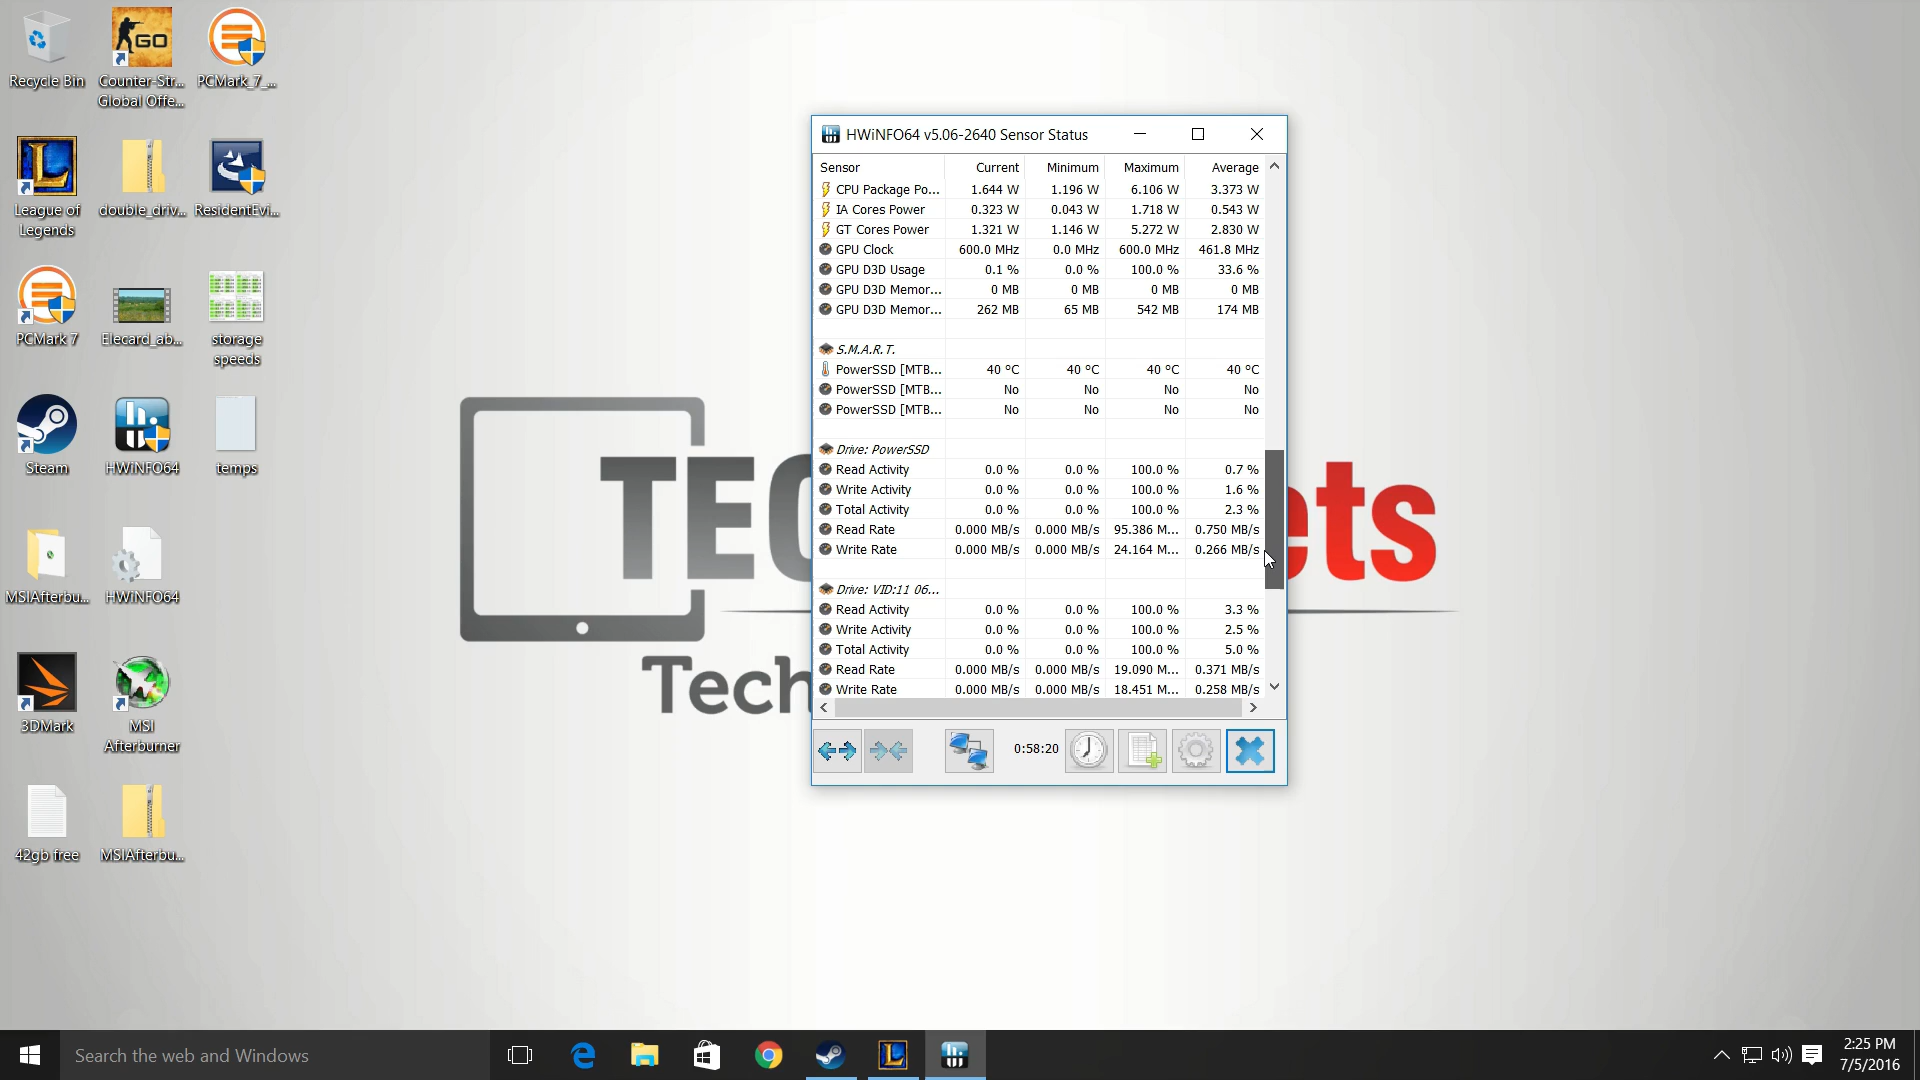 Recycle Bin
Counter-Str...
Global Offe...
PCMark_7_...
League of
Legends
double_driv...
ResidentEvi...
PCMark 7
Elecard_ab...
storage
speeds
Steam
HWiNFO64
temps
MSIAfterbu...
HWiNFO64
3DMark
MSI
Afterburner
42gb free
MSIAfterbu...
GO
TEC
ets
Tech
HWiNFO64 v5.06-2640 Sensor Status
Sensor Current Minimum Maximum Average
CPU Package Po... 1.644 W 1.196 W 6.106 W 3.373 W
IA Cores Power 0.323 W 0.043 W 1.718 W 0.543 W
GT Cores Power 1.321 W 1.146 W 5.272 W 2.830 W
GPU Clock 600.0 MHz 0.0 MHz 600.0 MHz 461.8 MHz
GPU D3D Usage 0.1 % 0.0 % 100.0 % 33.6 %
GPU D3D Memor... 0 MB 0 MB 0 MB 0 MB
GPU D3D Memor... 262 MB 65 MB 542 MB 174 MB
S.M.A.R.T.
PowerSSD [MTB... 40 °C 40 °C 40 °C 40 °C
PowerSSD [MTB... No No No No
PowerSSD [MTB... No No No No
Drive: PowerSSD
Read Activity 0.0 % 0.0 % 100.0 % 0.7 %
Write Activity 0.0 % 0.0 % 100.0 % 1.6 %
Total Activity 0.0 % 0.0 % 100.0 % 2.3 %
Read Rate 0.000 MB/s 0.000 MB/s 95.386 M... 0.750 MB/s
Write Rate 0.000 MB/s 0.000 MB/s 24.164 M... 0.266 MB/s
Drive: VID:11 06...
Read Activity 0.0 % 0.0 % 100.0 % 3.3 %
Write Activity 0.0 % 0.0 % 100.0 % 2.5 %
Total Activity 0.0 % 0.0 % 100.0 % 5.0 %
Read Rate 0.000 MB/s 0.000 MB/s 19.090 M... 0.371 MB/s
Write Rate 0.000 MB/s 0.000 MB/s 18.451 M... 0.258 MB/s
0:58:20
Search the web and Windows
2:25 PM
7/5/2016